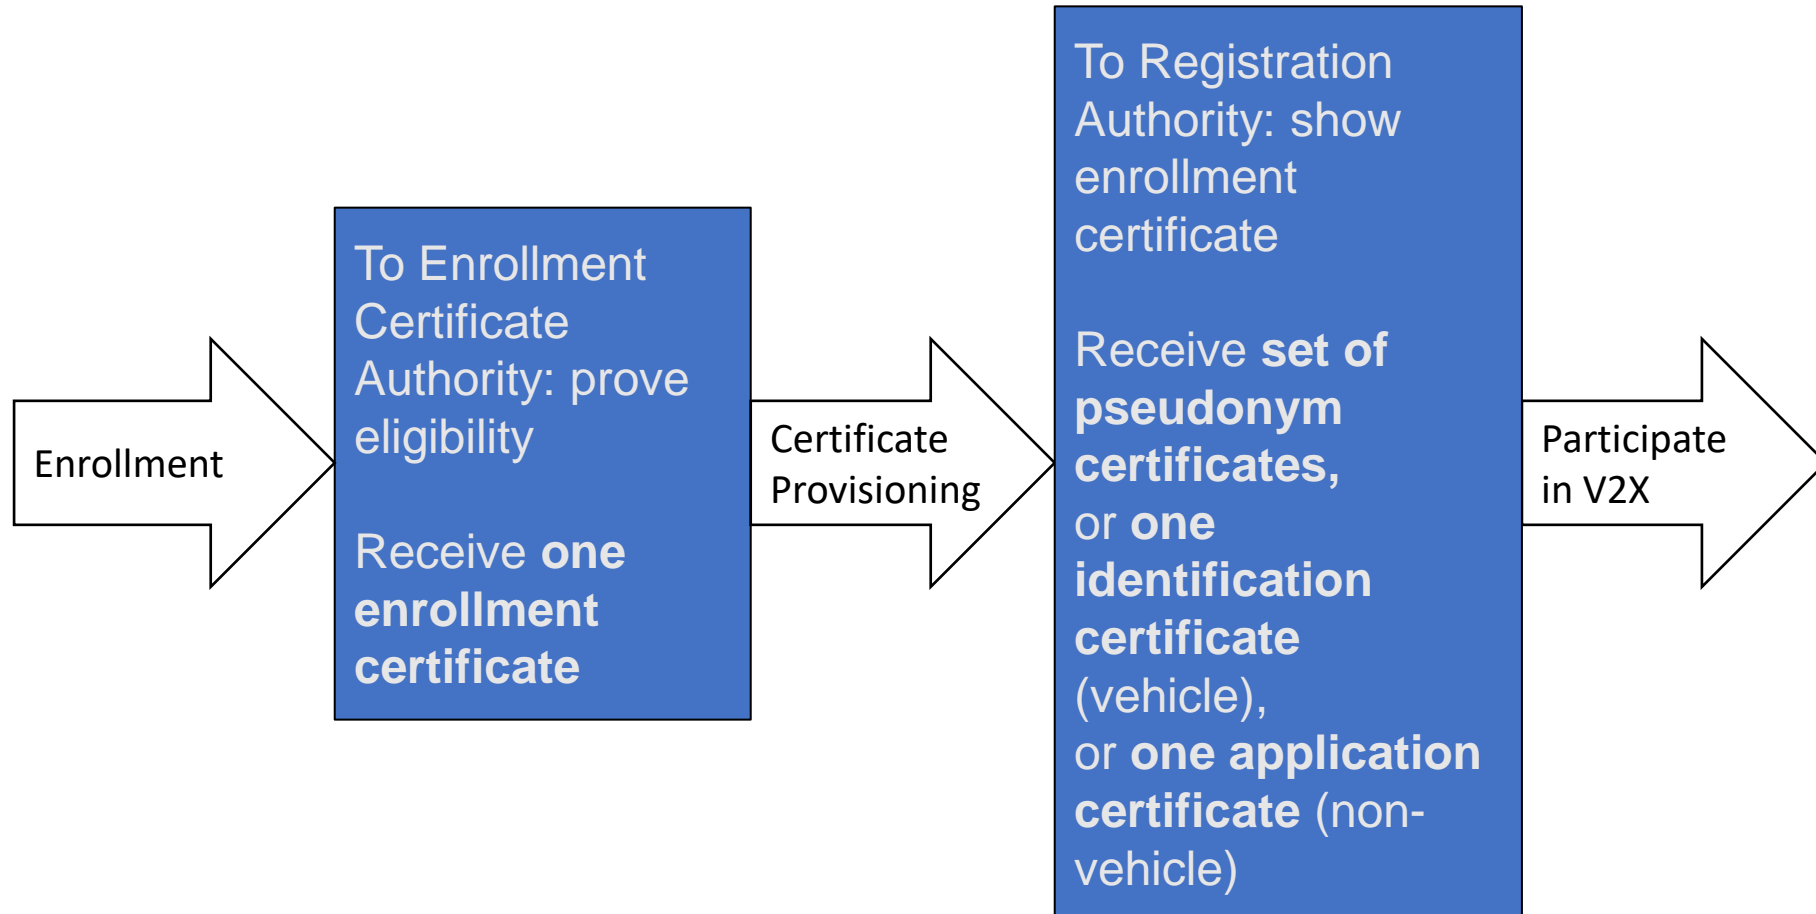 Enrollment
To Enrollment
Certificate
Authority: prove
eligibility
Receive one
enrollment
certificate
Certificate
Provisioning
To Registration
Authority: show
enrollment
certificate
Receive set of
pseudonym
certificates,
or one
identification
certificate
(vehicle),
or one application
certificate (non-
vehicle)
Participate
in V2X